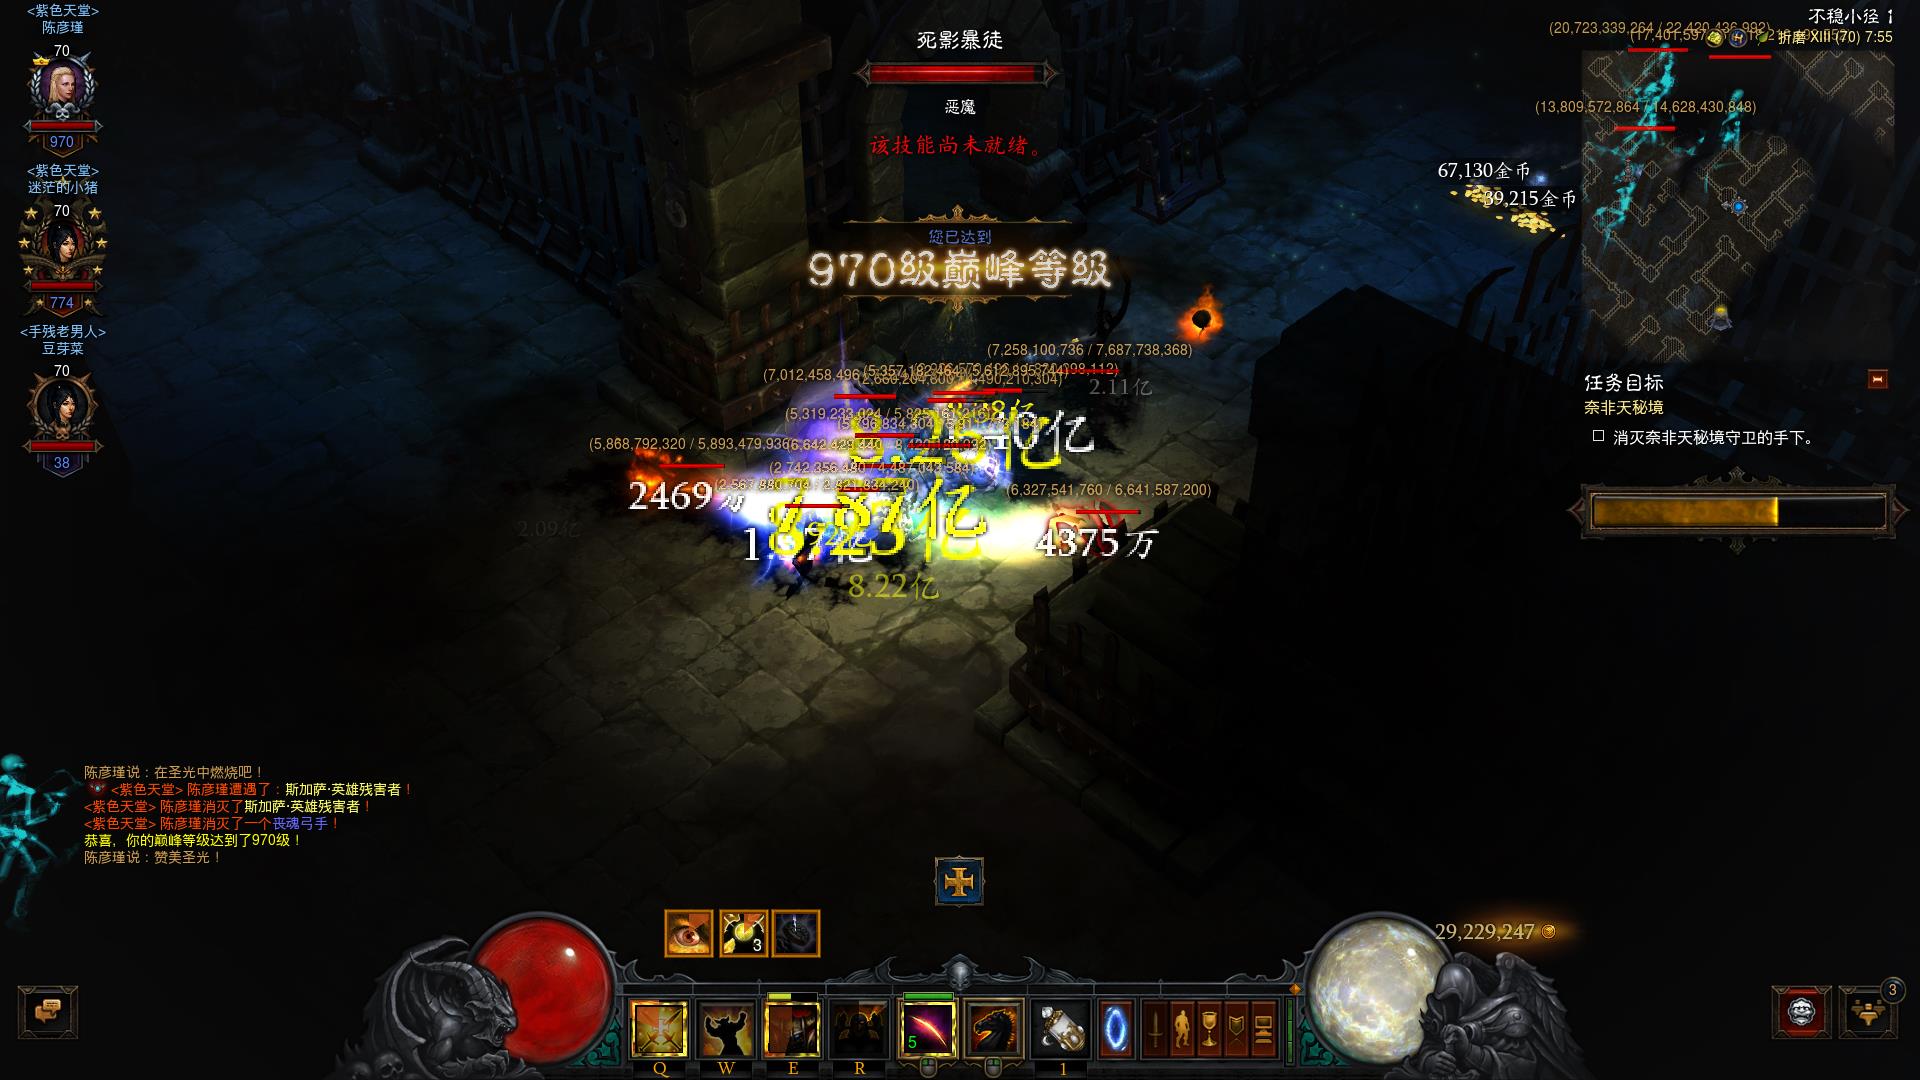 <紫色天堂>
陈彦瑾
70
970
<紫色天堂>
迷茫的小猪
70
774
<手残老男人>
豆芽菜
70
38
死影暴徒
恶魔
该技能尚未就绪。
您已达到
970级巅峰等级
不稳小径 1
(20,723,339,264 / 22,420,436,992)
折磨 XIII (70) 7:55
(13,809,572,864 / 14,628,430,848)
67,130金币
39,215金币
任务目标
奈非天秘境
消灭奈非天秘境守卫的手下。
(7,258,100,736 / 7,687,738,368)
2.11亿
(5,868,792,320 / 5,893,479,936)
(6,327,541,760 / 6,641,587,200)
2469万
4375万
2.09亿
8.22亿
陈彦瑾说：在圣光中燃烧吧！
<紫色天堂> 陈彦瑾遭遇了：斯加萨·英雄残害者！
<紫色天堂> 陈彦瑾消灭了斯加萨·英雄残害者！
<紫色天堂> 陈彦瑾消灭了一个丧魂弓手！
恭喜，你的巅峰等级达到了970级！
陈彦瑾说：赞美圣光！
3
29,229,247
5
3
Q W E R 1